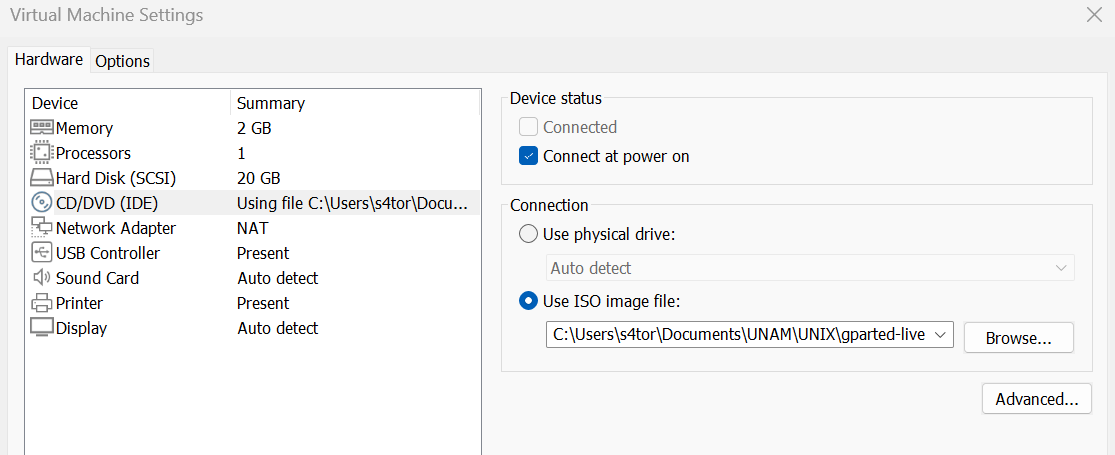 Virtual Machine Settings
Hardware Options
Device Summary
Memory 2 GB
Processors 1
Hard Disk (SCSI) 20 GB
CD/DVD (IDE) Using file C:\Users\s4tor\Docu...
Network Adapter NAT
USB Controller Present
Sound Card Auto detect
Printer Present
Display Auto detect
Device status
Connected
Connect at power on
Connection
Use physical drive:
Auto detect
Use ISO image file:
C:\Users\s4tor\Documents\UNAM\UNIX\gparted-live
Browse...
Advanced...